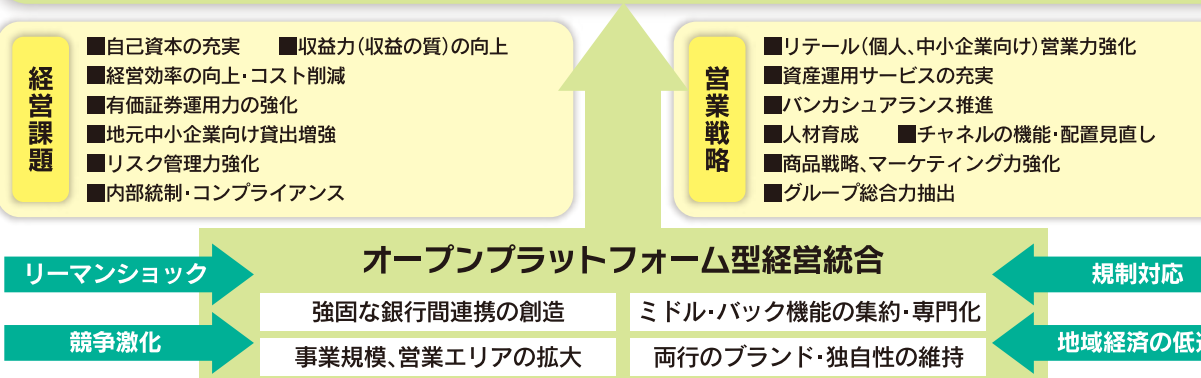 経営課題
■自己資本の充実 ■収益力(収益の質)の向上
■経営効率の向上・コスト削減
■有価証券運用力の強化
■地元中小企業向け貸出増強
■リスク管理力強化
■内部統制・コンプライアンス
営業戦略
■リテール(個人、中小企業向け)営業力強化
■資産運用サービスの充実
■バンカシュアランス推進
■人材育成 ■チャネルの機能・配置見直し
■商品戦略、マーケティング力強化
■グループ総合力抽出
オープンプラットフォーム型経営統合
リーマンショック
規制対応
強固な銀行間連携の創造
ミドル・バック機能の集約・専門化
競争激化
地域経済の低
事業規模、営業エリアの拡大
両行のブランド・独自性の維持